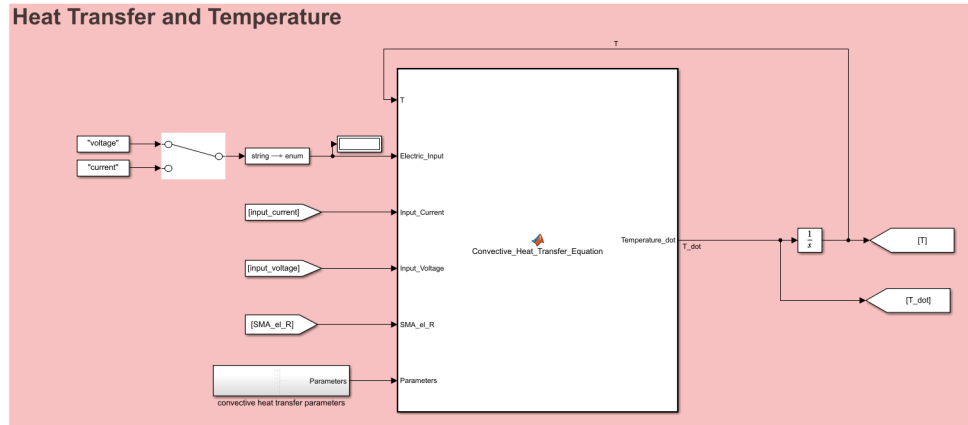 Heat Transfer and Temperature
T
T
"voltage"
"current"
string → enum
Electric_Input
[input_current]
Input_Current
Convective_Heat_Transfer_Equation
Temperature_dot
T_dot
1
s
[T]
[input_voltage]
Input_Voltage
[T_dot]
[SMA_el_R]
SMA_el_R
Parameters
Parameters
convective heat transfer parameters